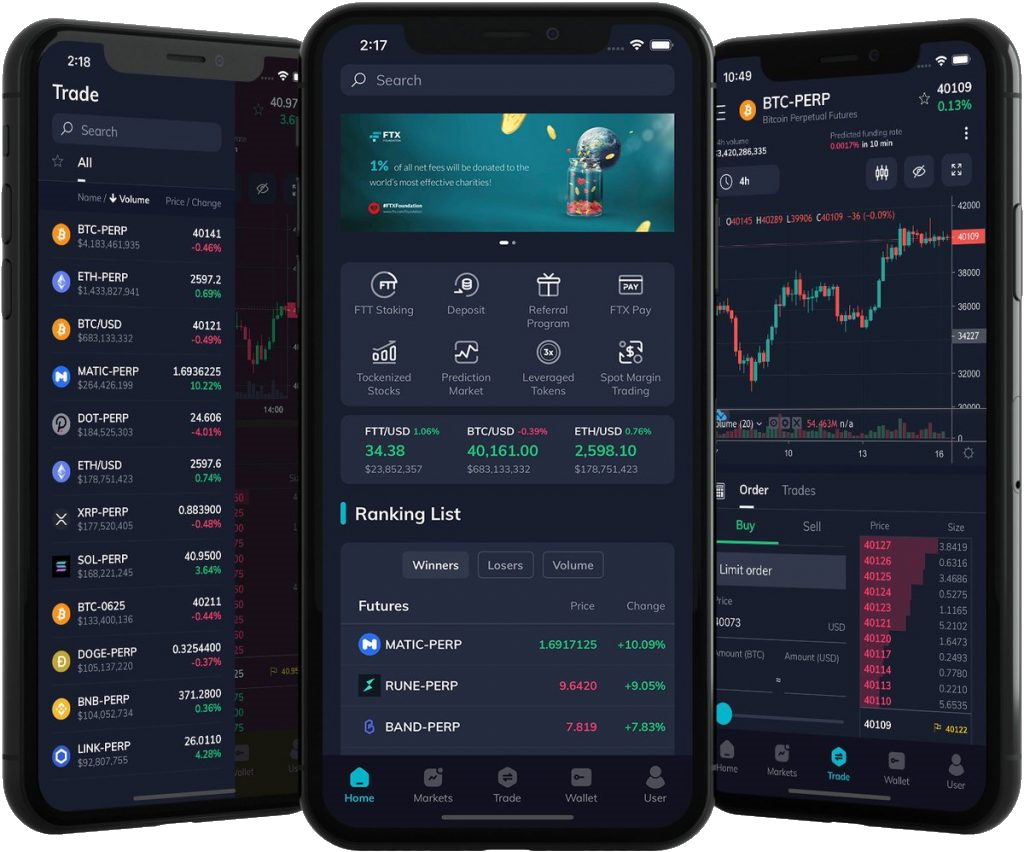 2:18
Trade
Search
All
Name / Volume Price / Change
BTC-PERP 40141
$4,183,461,935 -0.46%
ETH-PERP 2597.2
$1,433,827,941 0.69%
BTC/USD 40121
$683,133,332 -0.49%
MATIC-PERP 1.6936225
$264,426,199 10.22%
DOT-PERP 24.606
$184,525,303 -4.01%
ETH/USD 2597.6
$178,751,423 0.74%
XRP-PERP 0.883900
$177,520,405 -0.48%
SOL-PERP 40.9500
$168,221,245 3.64%
BTC-0625 40211
$133,400,136 -0.44%
DOGE-PERP 0.3254400
$105,137,220 -0.37%
BNB-PERP 371.2800
$104,052,734 0.36%
LINK-PERP 26.0110
$92,807,755 4.28%
40.97
14:00
2:17
Search
FTX
FOUNDATION
1% of all net fees will be donated to the
world's most effective charities!
#FTXFoundation
FTT
PAY
FTT Staking Deposit Referral FTX Pay
Program
3x
Tockenized Prediction Leveraged Spot Margin
Stocks Market Tokens Trading
FTT/USD 1.06% BTC/USD -0.39% ETH/USD 0.76%
34.38 40,161.00 2,598.10
$23,852,357 $683,133,332 $178,751,423
Ranking List
Winners Losers Volume
Futures Price Change
MATIC-PERP 1.6917125 +10.09%
RUNE-PERP 9.6420 +9.05%
BAND-PERP 7.819 +7.83%
Home Markets Trade Wallet User
10:49
BTC-PERP 40109
Bitcoin Perpetual Futures 0.13%
volume Predicted funding rate
3,420,286,335 0.0017% in 10 min
4h
O40145 H40289 L39906 C40109 -36 (-0.09%)
42000
40109
38000
36000
34227
32000
30000
(20) 54.463M n/a
0
10 13 16
Order Trades
Buy Sell Price Size
Limit order
Price
40073 USD
Amount (BTC) Amount (USD)
≈
40127 3.8419
40126 0.6316
40125 3.4686
40124 0.5275
40123 1.1165
40121 5.2102
40120 1.6473
40117 0.2493
40114 0.7780
40113 0.2210
40110 5.6535
40109 40122
Home Markets Trade Wallet User